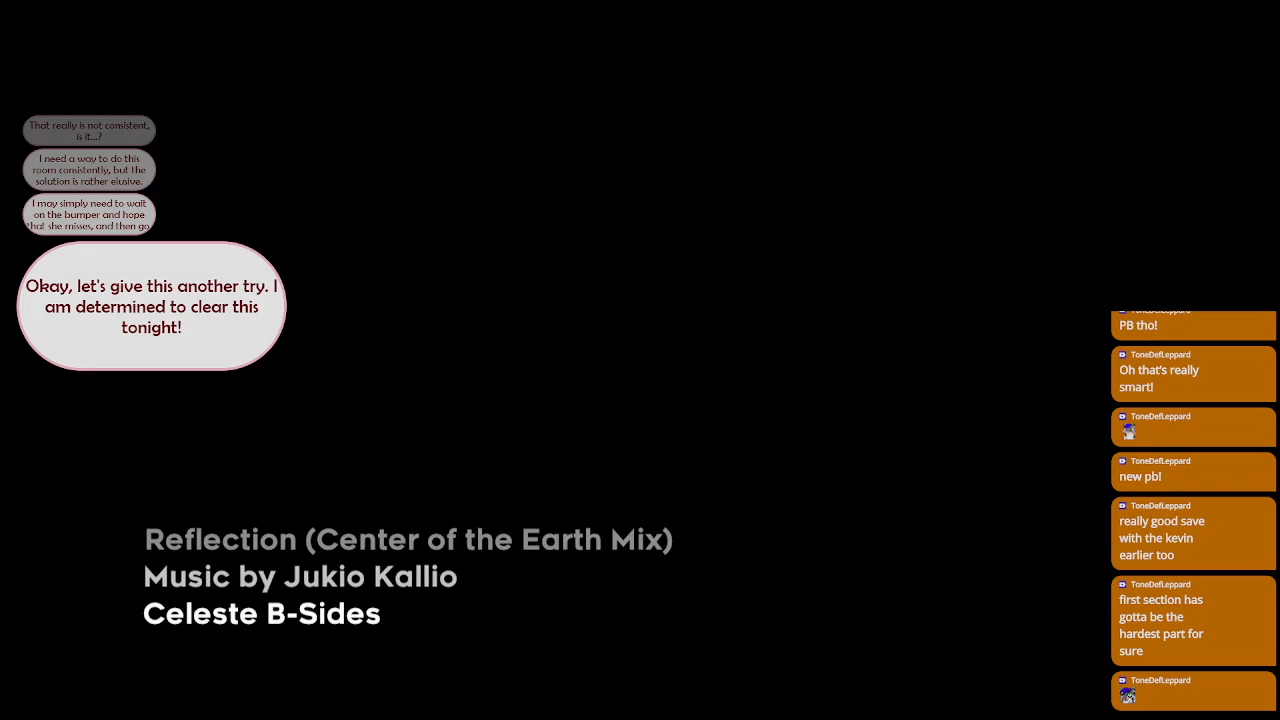 That really is not consistent,
is it...?
I need a way to do this
room consistently, but the
solution is rather elusive.
I may simply need to wait
on the bumper and hope
that she misses, and then go
Okay, let's give this another try. I
am determined to clear this
tonight!
Reflection (Center of the Earth Mix)
Music by Jukio Kallio
Celeste B-Sides
ToneDefLeppard
PB tho!
ToneDefLeppard
Oh that's really
smart!
ToneDefLeppard
ToneDefLeppard
new pb!
ToneDefLeppard
really good save
with the kevin
earlier too
ToneDefLeppard
first section has
gotta be the
hardest part for
sure
ToneDefLeppard